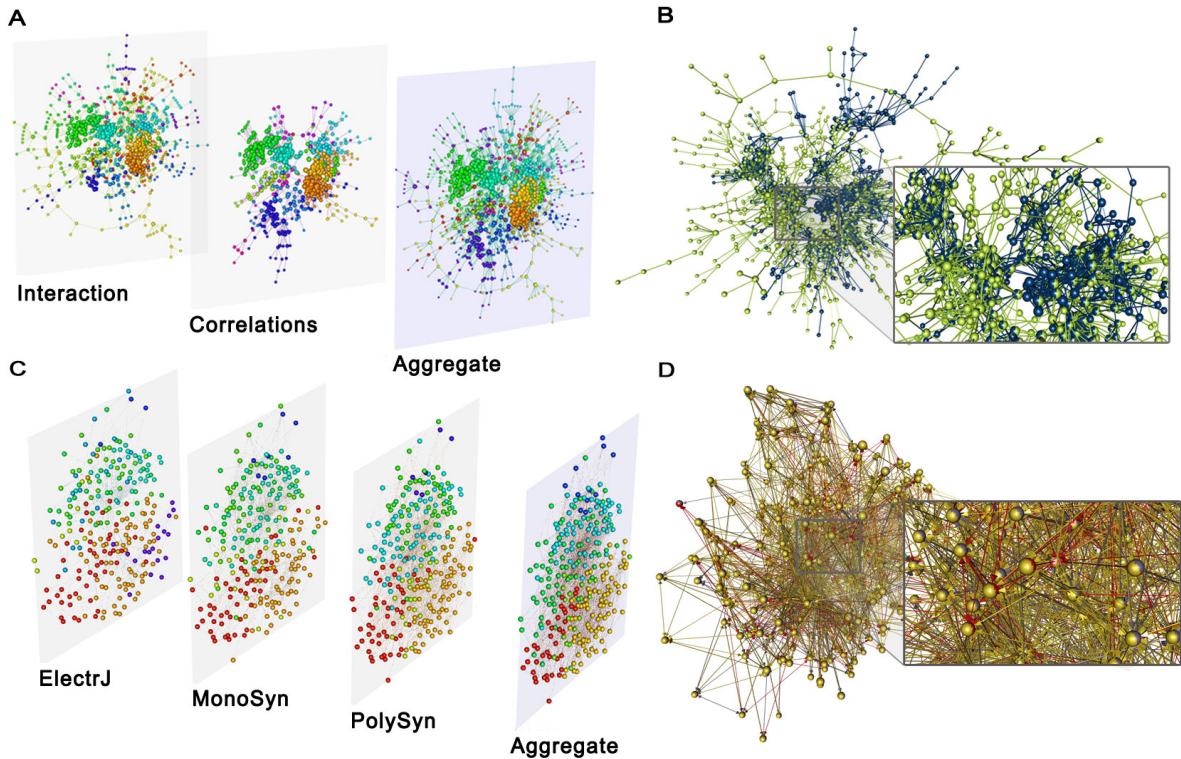 A
B
Interaction
Correlations
Aggregate
C
D
ElectrJ
MonoSyn
PolySyn
Aggregate